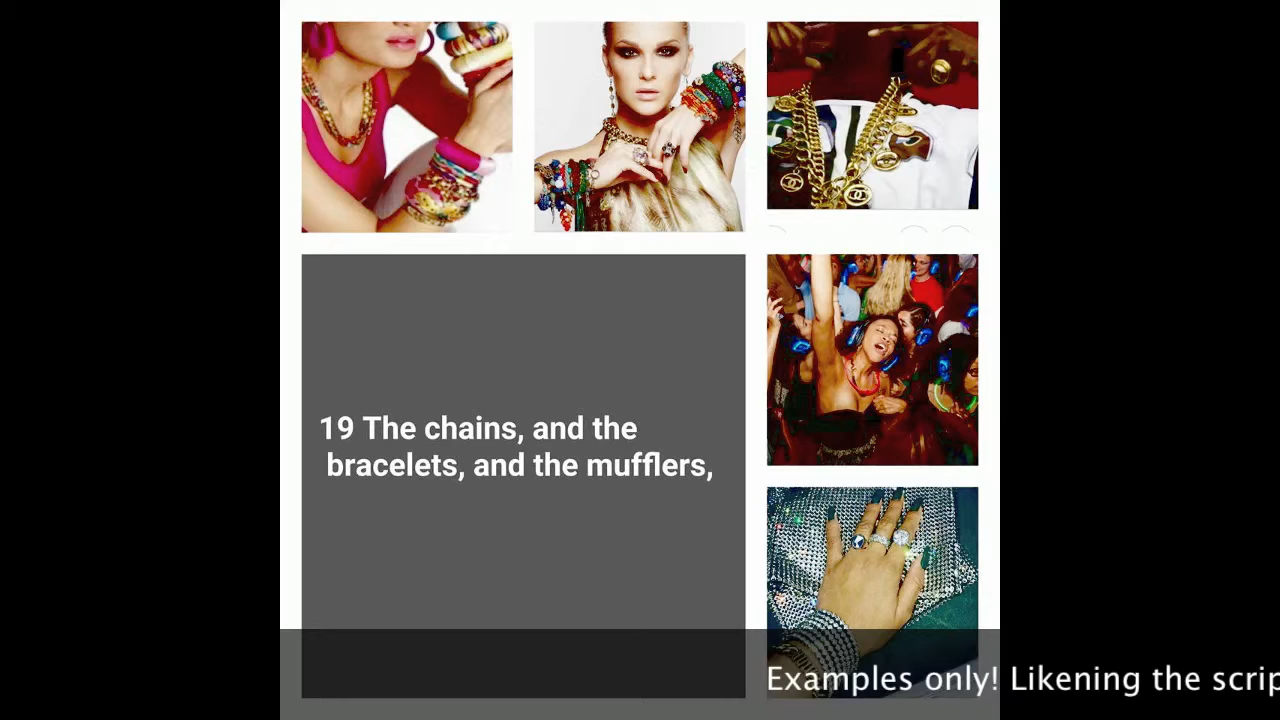 19 The chains, and the
bracelets, and the mufflers,
Examples only! Likening the scrip